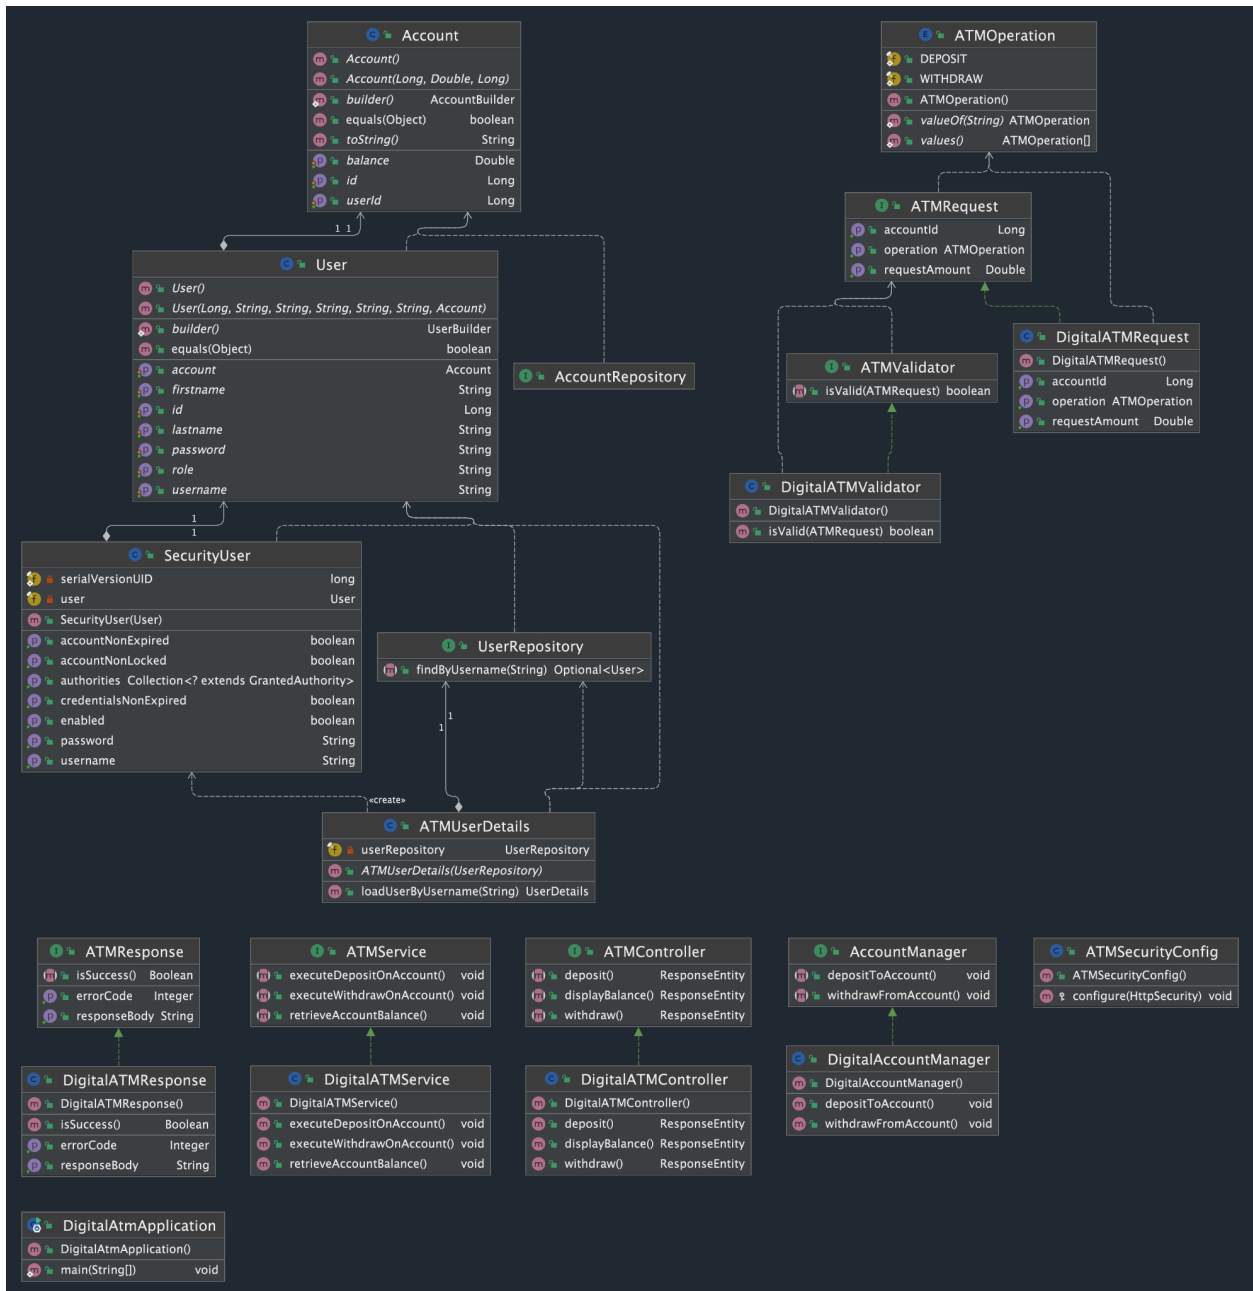 Account
Account()
Account(Long, Double, Long)
builder() AccountBuilder
equals(Object) boolean
toString() String
balance Double
id Long
userId Long
ATMOperation
DEPOSIT
WITHDRAW
ATMOperation()
valueOf(String) ATMOperation
values() ATMOperation[]
1 1
User
User()
User(Long, String, String, String, String, String, Account)
builder() UserBuilder
equals(Object) boolean
account Account
firstname String
id Long
lastname String
password String
role String
username String
AccountRepository
ATMRequest
accountId Long
operation ATMOperation
requestAmount Double
DigitalATMRequest
DigitalATMRequest()
accountId Long
operation ATMOperation
requestAmount Double
ATMValidator
isValid(ATMRequest) boolean
DigitalATMValidator
DigitalATMValidator()
isValid(ATMRequest) boolean
1
1
SecurityUser
serialVersionUID long
user User
SecurityUser(User)
accountNonExpired boolean
accountNonLocked boolean
authorities Collection<? extends GrantedAuthority>
credentialsNonExpired boolean
enabled boolean
password String
username String
UserRepository
findByUsername(String) Optional<User>
1
1
«create»
ATMUserDetails
userRepository UserRepository
ATMUserDetails(UserRepository)
loadUserByUsername(String) UserDetails
ATMResponse
isSuccess() Boolean
errorCode Integer
responseBody String
ATMService
executeDepositOnAccount() void
executeWithdrawOnAccount() void
retrieveAccountBalance() void
ATMController
deposit() ResponseEntity
displayBalance() ResponseEntity
withdraw() ResponseEntity
AccountManager
depositToAccount() void
withdrawFromAccount() void
ATMSecurityConfig
ATMSecurityConfig()
configure(HttpSecurity) void
DigitalATMResponse
DigitalATMResponse()
isSuccess() Boolean
errorCode Integer
responseBody String
DigitalATMService
DigitalATMService()
executeDepositOnAccount() void
executeWithdrawOnAccount() void
retrieveAccountBalance() void
DigitalATMController
DigitalATMController()
deposit() ResponseEntity
displayBalance() ResponseEntity
withdraw() ResponseEntity
DigitalAccountManager
DigitalAccountManager()
depositToAccount() void
withdrawFromAccount() void
DigitalAtmApplication
DigitalAtmApplication()
main(String[]) void